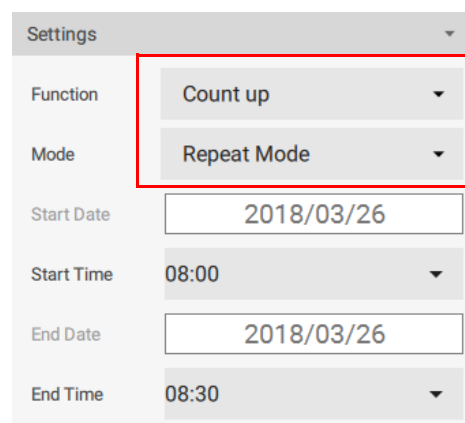 Settings
Function Count up
Mode Repeat Mode
Start Date 2018/03/26
Start Time 08:00
End Date 2018/03/26
End Time 08:30